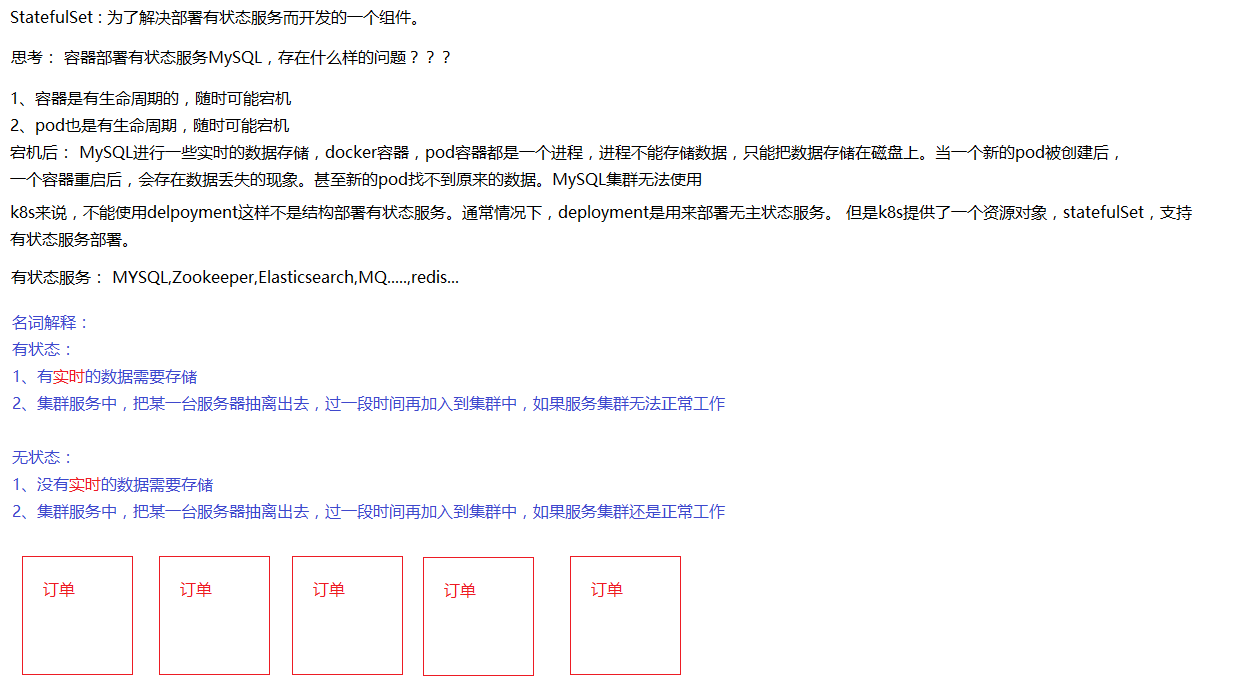 StatefulSet : 为了解决部署有状态服务而开发的一个组件。
思考： 容器部署有状态服务MySQL，存在什么样的问题？？？
1、容器是有生命周期的，随时可能宕机
2、pod也是有生命周期，随时可能宕机
宕机后： MySQL进行一些实时的数据存储，docker容器，pod容器都是一个进程，进程不能存储数据，只能把数据存储在磁盘上。当一个新的pod被创建后，
一个容器重启后，会存在数据丢失的现象。甚至新的pod找不到原来的数据。MySQL集群无法使用
k8s来说，不能使用delpoyment这样不是结构部署有状态服务。通常情况下，deployment是用来部署无主状态服务。 但是k8s提供了一个资源对象，statefulSet，支持
有状态服务部署。
有状态服务： MYSQL,Zookeeper,Elasticsearch,MQ.....,redis...
名词解释：
有状态：
1、有实时的数据需要存储
2、集群服务中，把某一台服务器抽离出去，过一段时间再加入到集群中，如果服务集群无法正常工作
无状态：
1、没有实时的数据需要存储
2、集群服务中，把某一台服务器抽离出去，过一段时间再加入到集群中，如果服务集群还是正常工作
订单 订单 订单 订单 订单